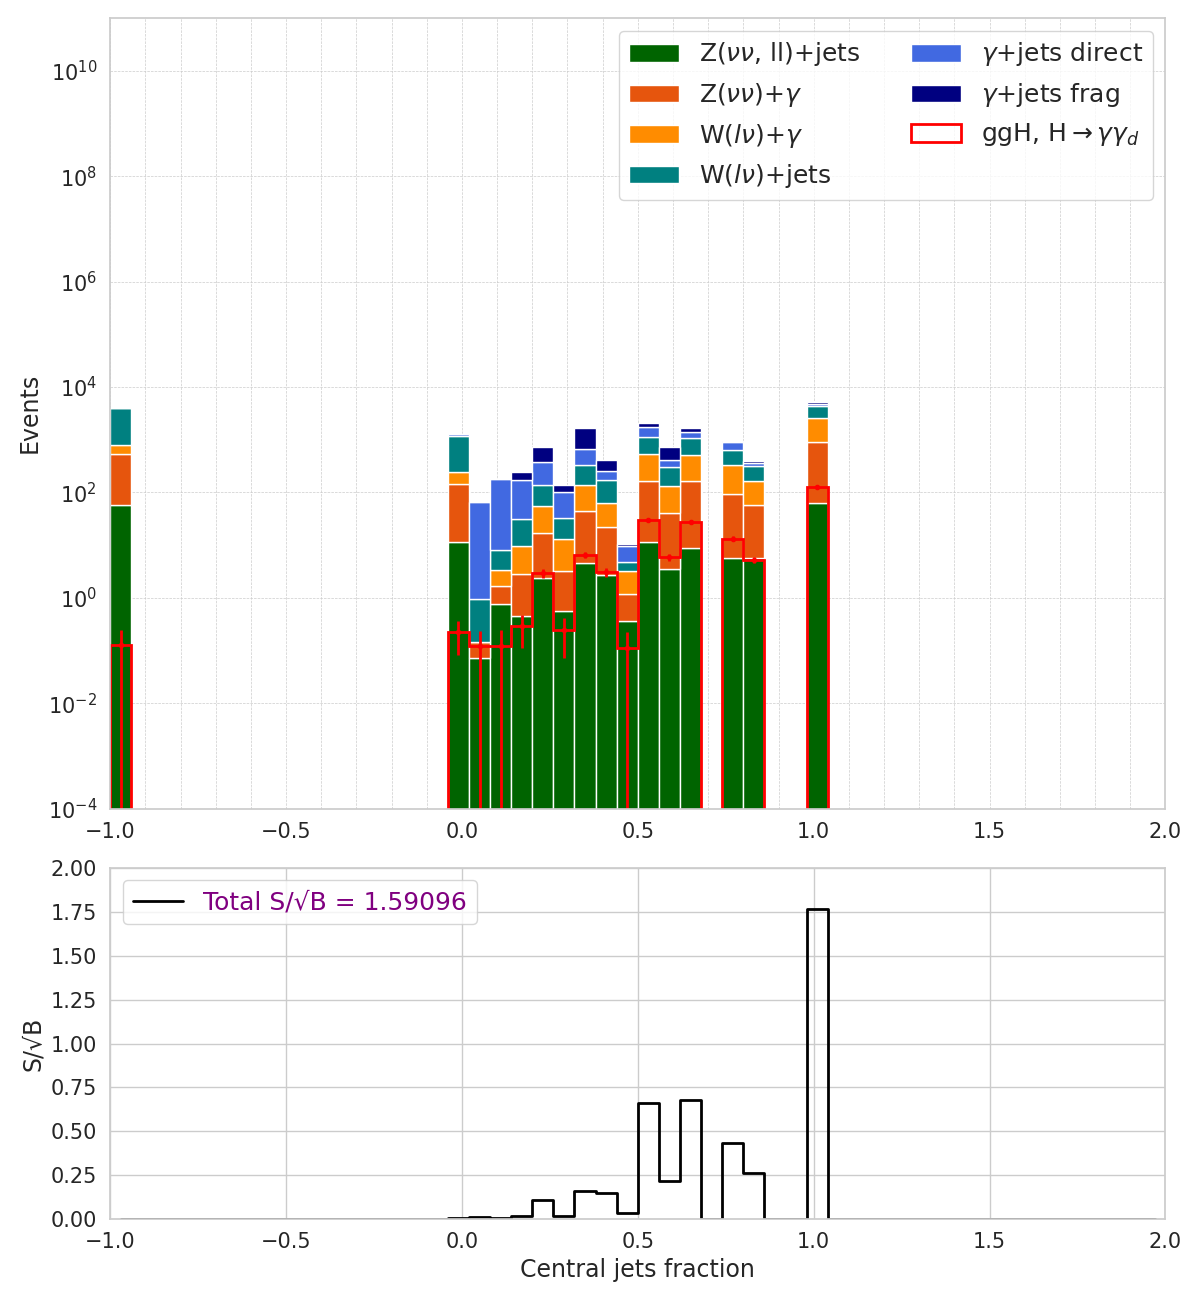 Z(νν, ll)+jets
Z(νν)+γ
W(lν)+γ
W(lν)+jets
γ+jets direct
γ+jets frag
ggH, H→γγ_d
Events
10^10
10^8
10^6
10^4
10^2
10^0
10^−2
10^−4
−1.0 −0.5 0.0 0.5 1.0 1.5 2.0
Total S/√B = 1.59096
S/√B
2.00
1.75
1.50
1.25
1.00
0.75
0.50
0.25
0.00
−1.0 −0.5 0.0 0.5 1.0 1.5 2.0
Central jets fraction